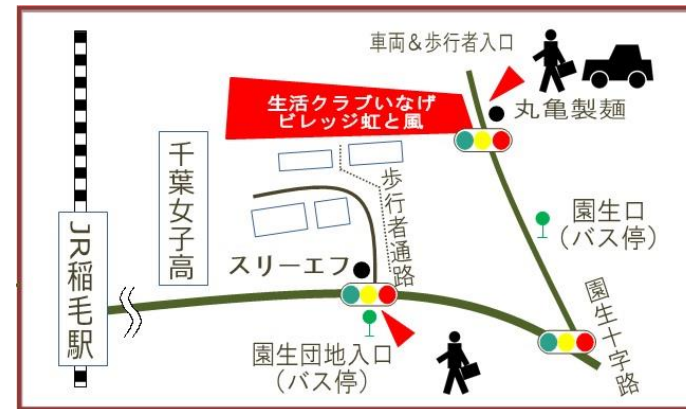 車両&歩行者入口
生活クラブいなげ
ビレッジ虹と風
丸亀製麺
千葉女子高
歩行者通路
園生口
(バス停)
JR稲毛駅
スリーエフ
園生団地入口
(バス停)
園生十字路